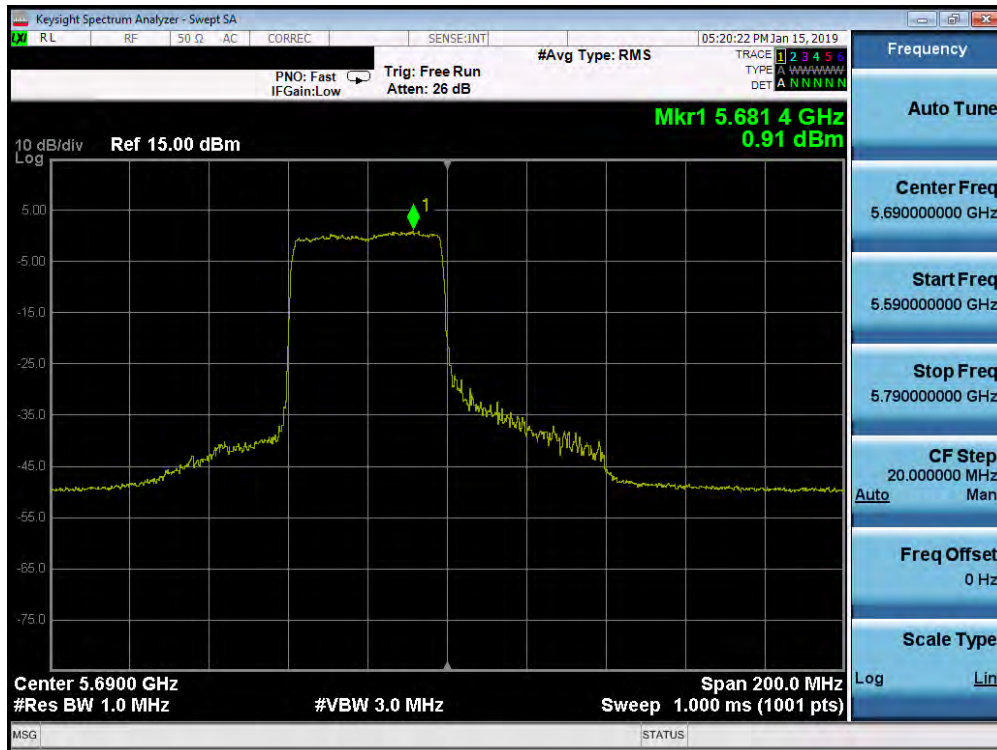 Keysight Spectrum Analyzer - Swept SA
LXI RL RF 50 Ω AC CORREC SENSE:INT 05:20:22 PM Jan 15, 2019
#Avg Type: RMS
TRACE 1 2 3 4 5 6
PNO: Fast Trig: Free Run
TYPE A WWWWW
IFGain:Low Atten: 26 dB
DET A N N N N N
Mkr1 5.681 4 GHz
0.91 dBm
10 dB/div Ref 15.00 dBm
Log
1
5.00
-5.00
-15.0
-25.0
-35.0
-45.0
-55.0
-65.0
-75.0
Center 5.6900 GHz Span 200.0 MHz
#Res BW 1.0 MHz #VBW 3.0 MHz Sweep 1.000 ms (1001 pts)
MSG STATUS
Frequency
Auto Tune
Center Freq
5.690000000 GHz
Start Freq
5.590000000 GHz
Stop Freq
5.790000000 GHz
CF Step
20.000000 MHz
Auto Man
Freq Offset
0 Hz
Scale Type
Log Lin